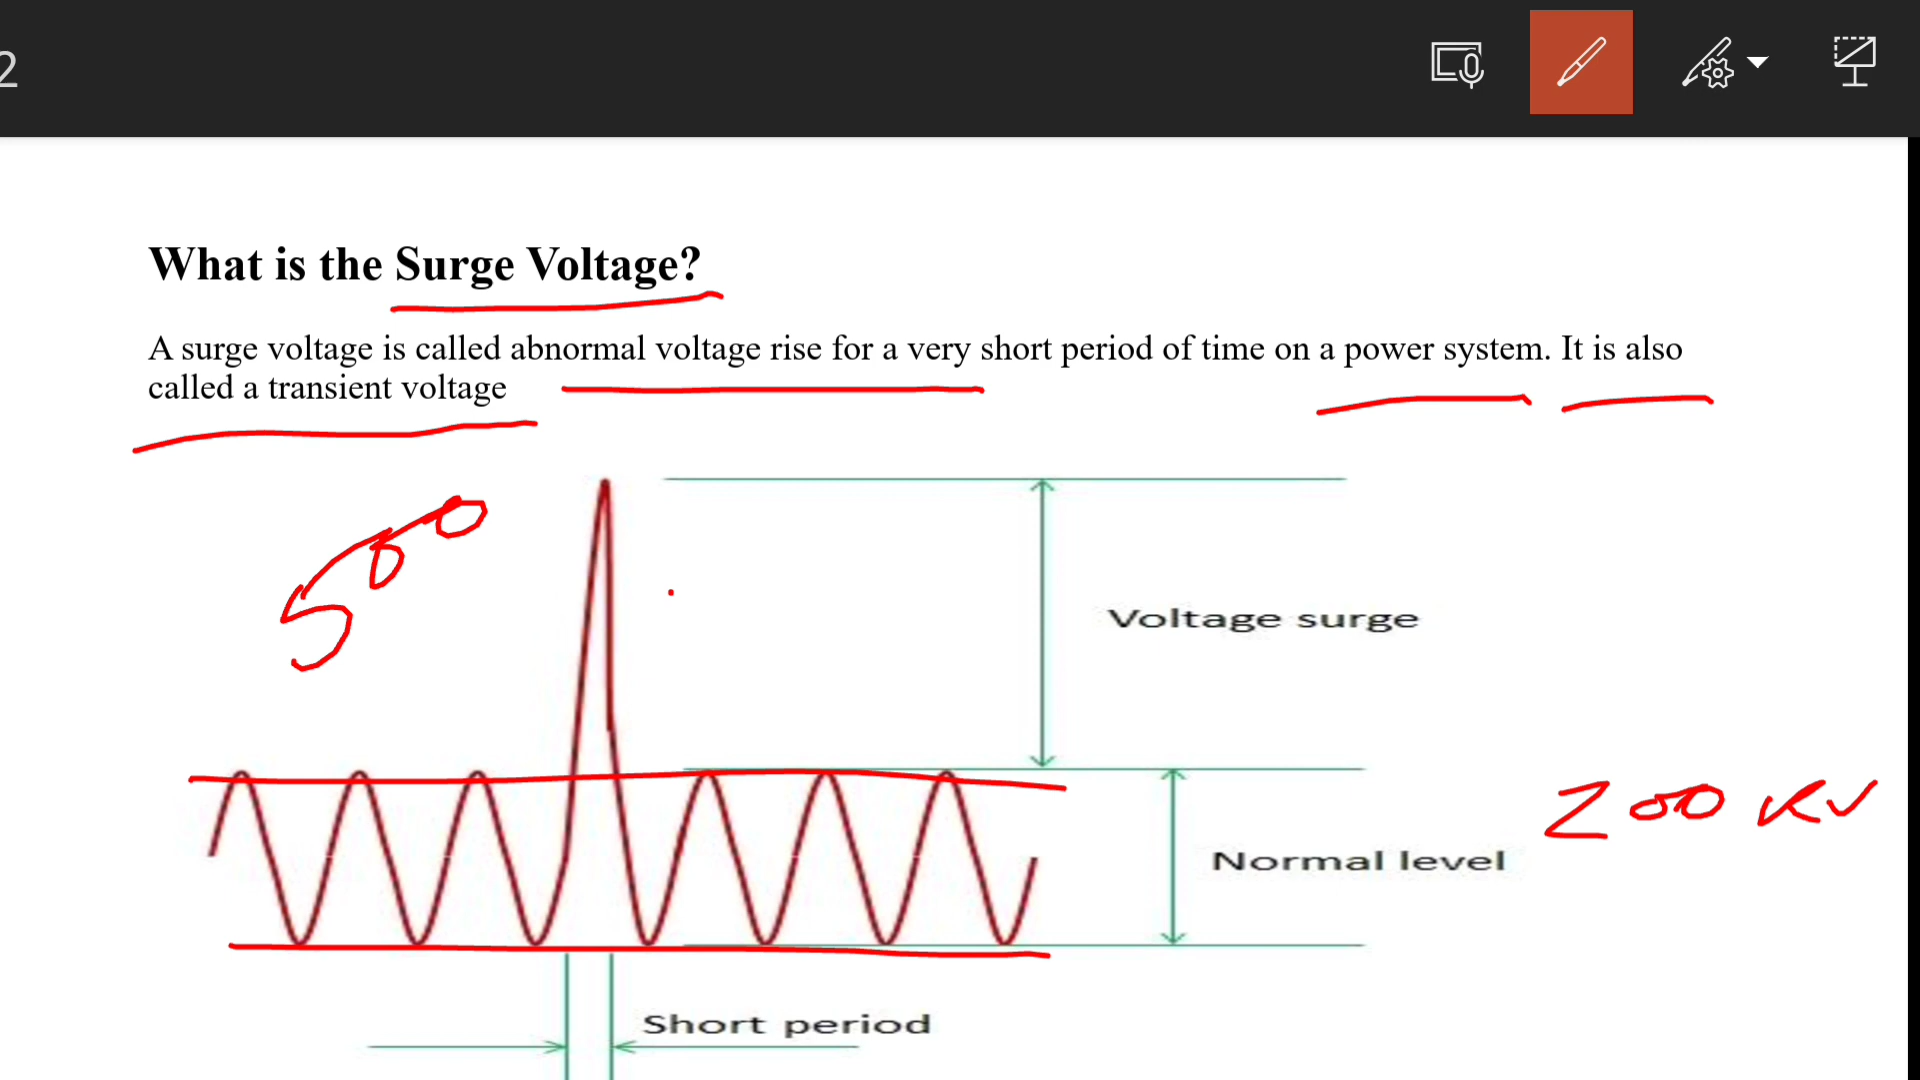 2
What is the Surge Voltage?
A surge voltage is called abnormal voltage rise for a very short period of time on a power system. It is also
called a transient voltage
500
Voltage surge
200 KV
Normal level
Short period